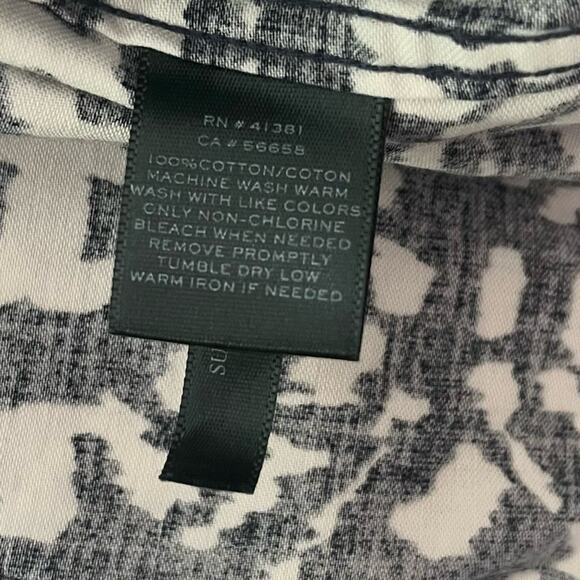 RN # 41381
CA # 56658
100% COTTON/COTON
MACHINE WASH WARM
WASH WITH LIKE COLORS
ONLY NON-CHLORINE
BLEACH WHEN NEEDED
REMOVE PROMPTLY
TUMBLE DRY LOW
WARM IRON IF NEEDED